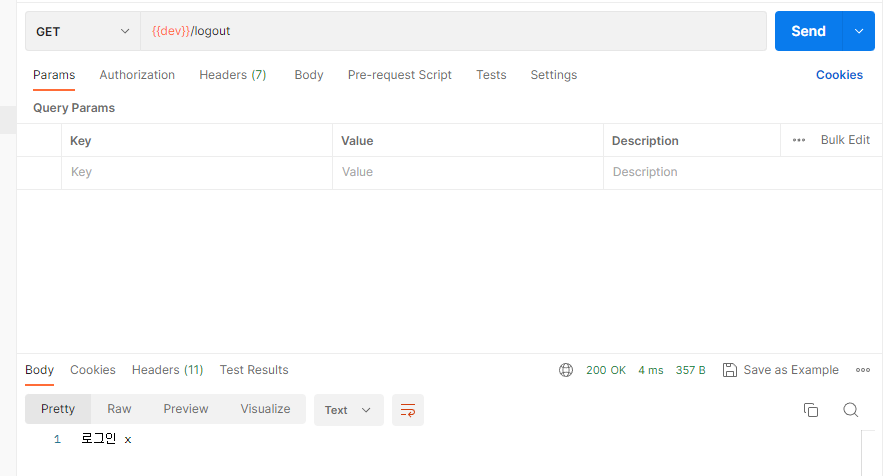 GET {{dev}}/logout Send
Params Authorization Headers (7) Body Pre-request Script Tests Settings Cookies
Query Params
Key Value Description ••• Bulk Edit
Key Value Description
Body Cookies Headers (11) Test Results 200 OK 4 ms 357 B Save as Example
Pretty Raw Preview Visualize Text
1 로그인 x